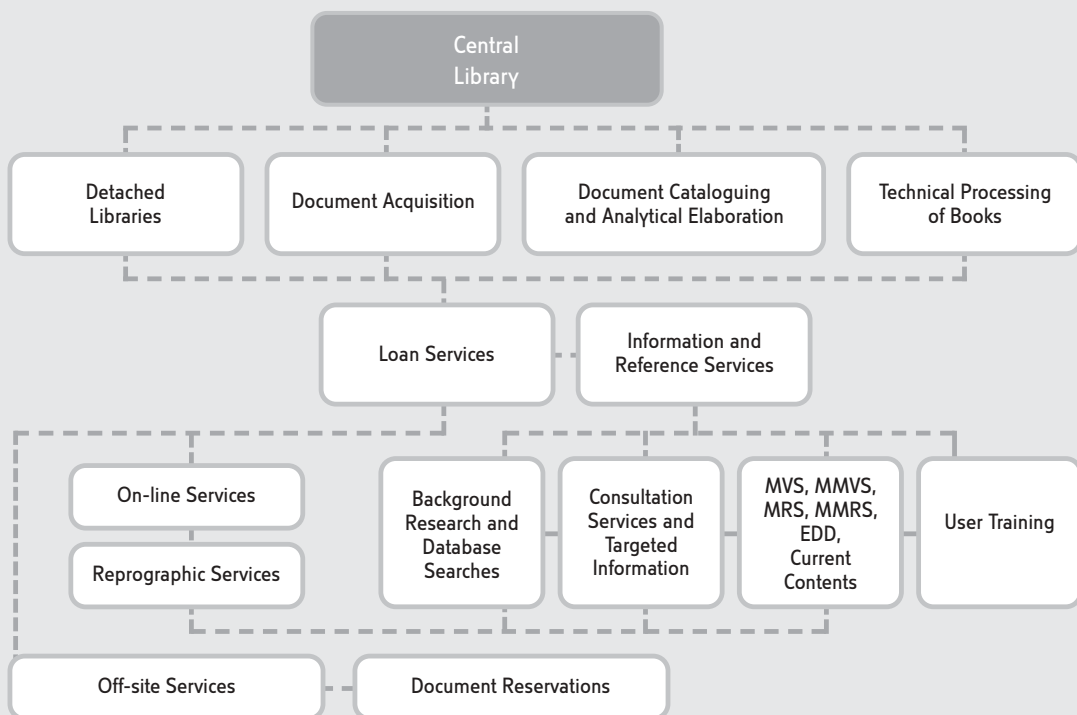 Central
Library
Detached
Libraries
Document Acquisition
Document Cataloguing
and Analytical Elaboration
Technical Processing
of Books
Loan Services
Information and
Reference Services
On-line Services
Reprographic Services
Background
Research and
Database
Searches
Consultation
Services and
Targeted
Information
MVS, MMVS,
MRS, MMRS,
EDD,
Current
Contents
User Training
Off-site Services
Document Reservations